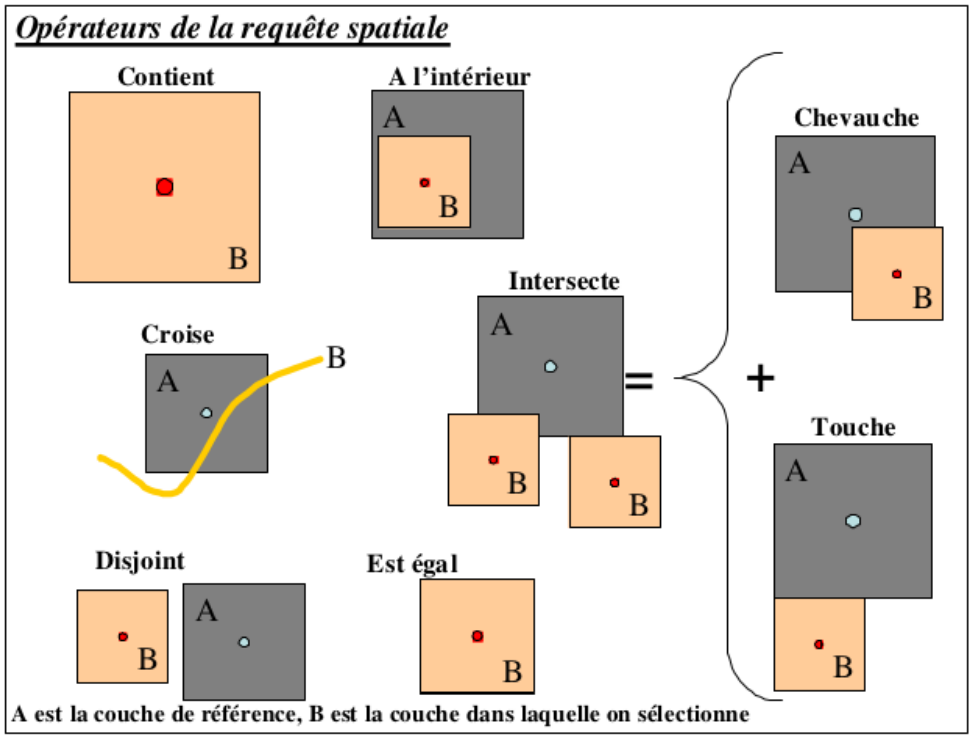 Opérateurs de la requête spatiale
Contient
B
A l'intérieur
A
B
Chevauche
A
B
Croise
A
B
Intersecte
A
B
B
=
+
Touche
A
B
Disjoint
B
A
Est égal
B
A est la couche de référence, B est la couche dans laquelle on sélectionne